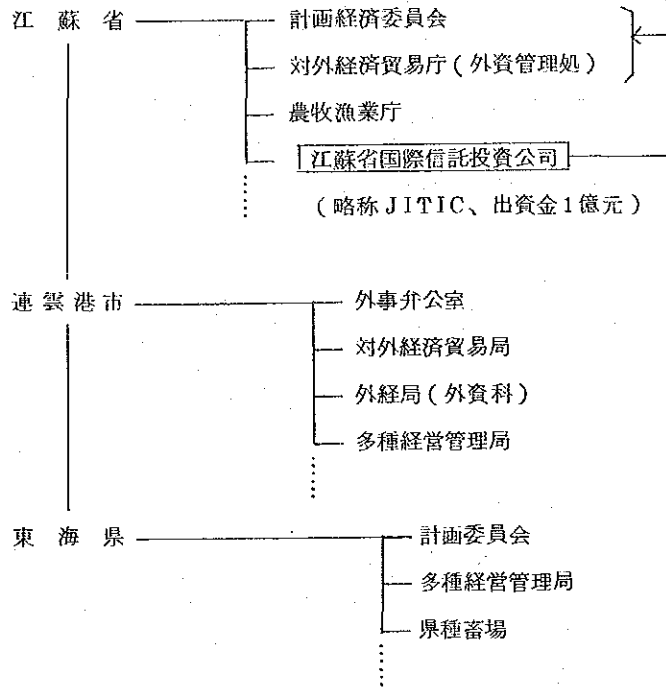 江蘇省 計画経済委員会
対外経済貿易庁(外資管理処)
農牧漁業庁
江蘇省国際信託投資公司
(略称JITIC、出資金1億元)
連雲港市 外事弁公室
対外経済貿易局
外経局(外資科)
多種経営管理局
東海県 計画委員会
多種経営管理局
県種畜場